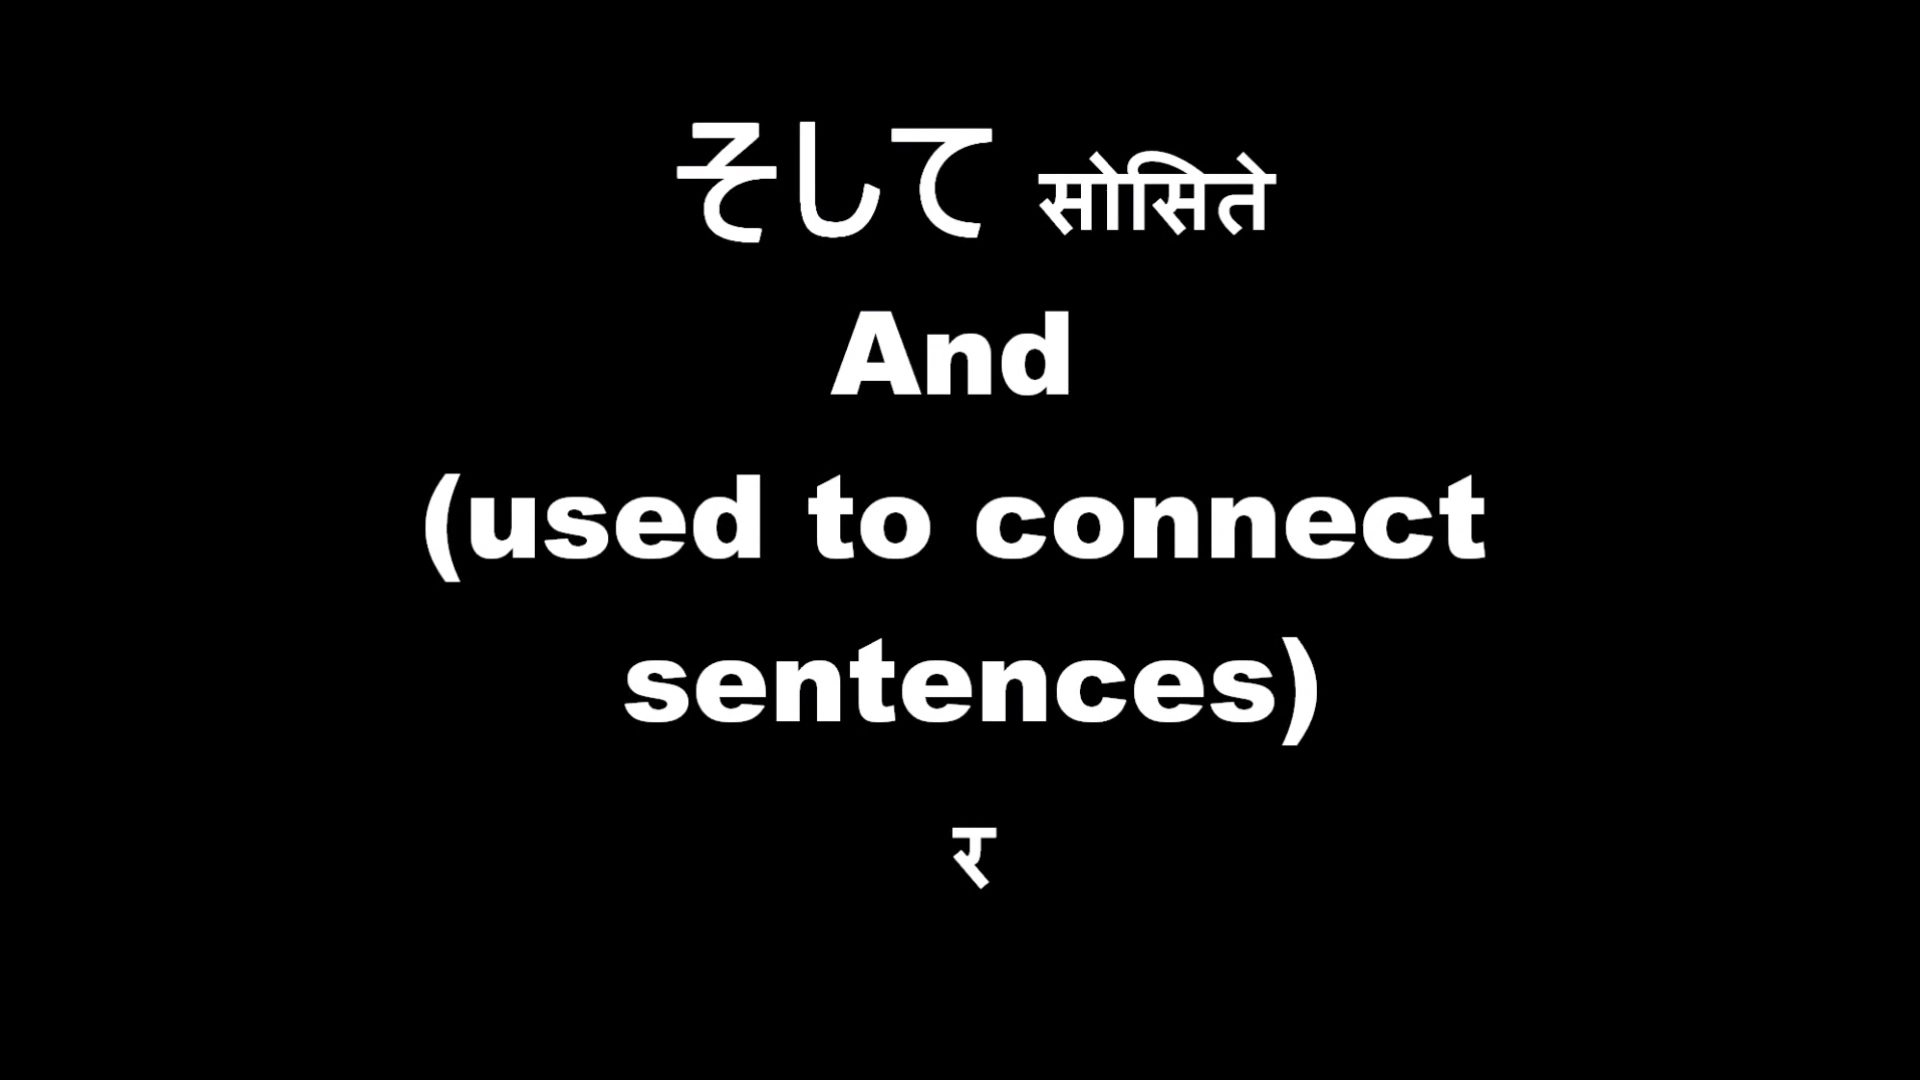 そして सोसिते
And
(used to connect
sentences)
र